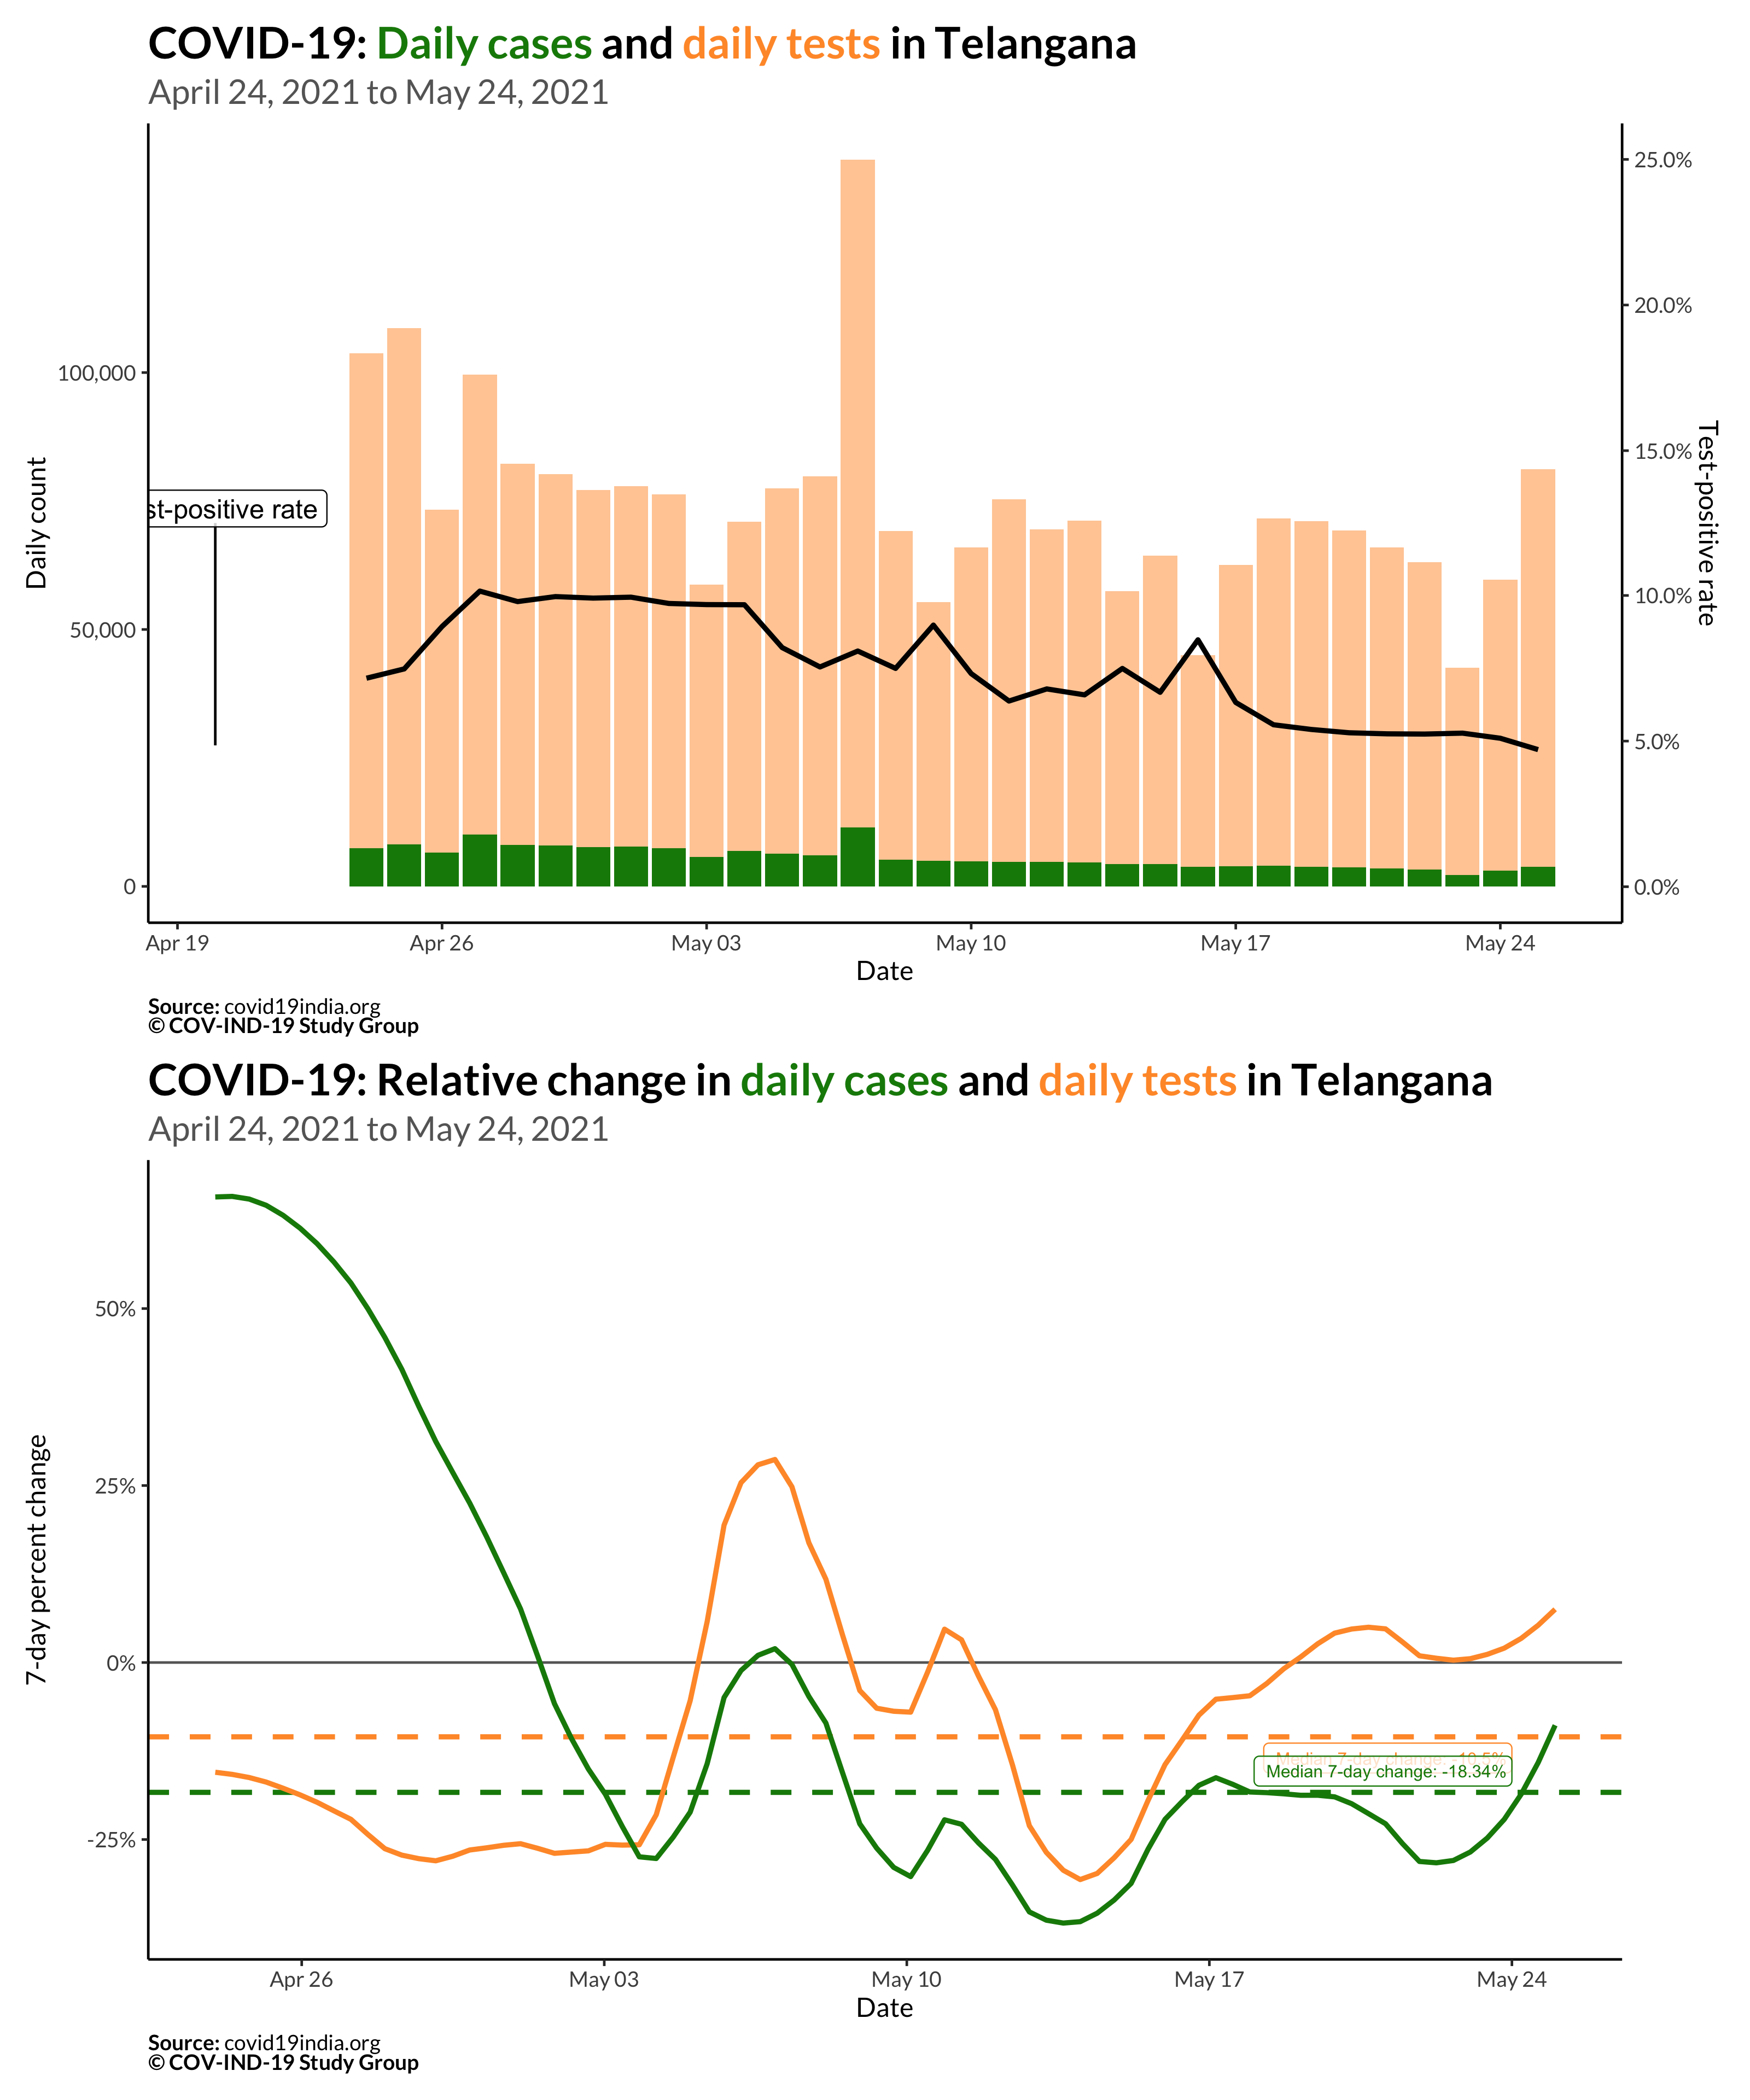 COVID-19: Daily cases and daily tests in Telangana
April 24, 2021 to May 24, 2021
25.0%
20.0%
100,000
15.0%
st-positive rate
Daily count
Test-positive rate
10.0%
50,000
5.0%
0
0.0%
Apr 19 Apr 26 May 03 May 10 May 17 May 24
Date
Source: covid19india.org
© COV-IND-19 Study Group
COVID-19: Relative change in daily cases and daily tests in Telangana
April 24, 2021 to May 24, 2021
50%
25%
7-day percent change
0%
Median 7-day change: -10.5%
Median 7-day change: -18.34%
-25%
Apr 26 May 03 May 10 May 17 May 24
Date
Source: covid19india.org
© COV-IND-19 Study Group